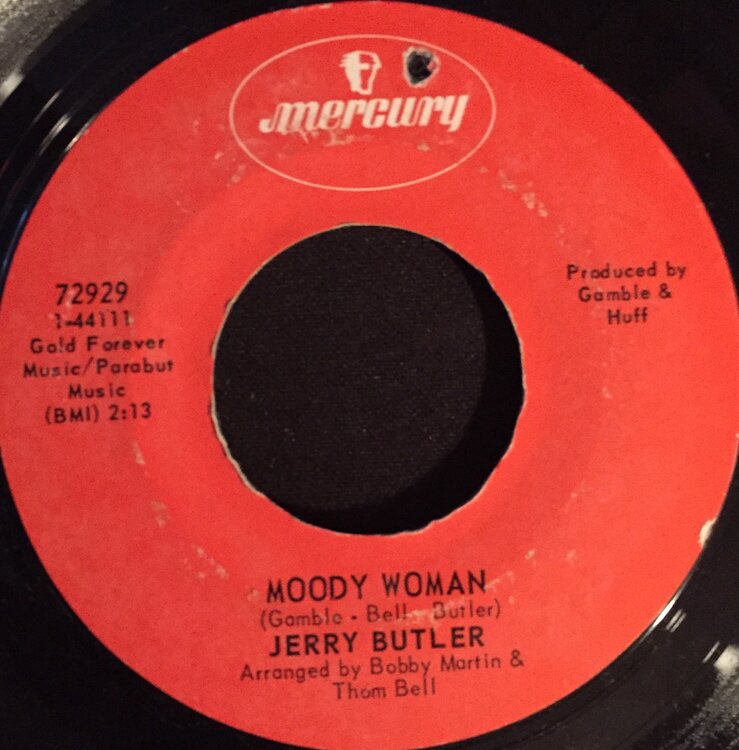 mercury
72929
1-44111
Gold Forever
Music/Parabut
Music
(BMI) 2:13
Produced by
Gamble &
Huff
MOODY WOMAN
(Gamble - Bell - Butler)
JERRY BUTLER
Arranged by Bobby Martin &
Thom Bell